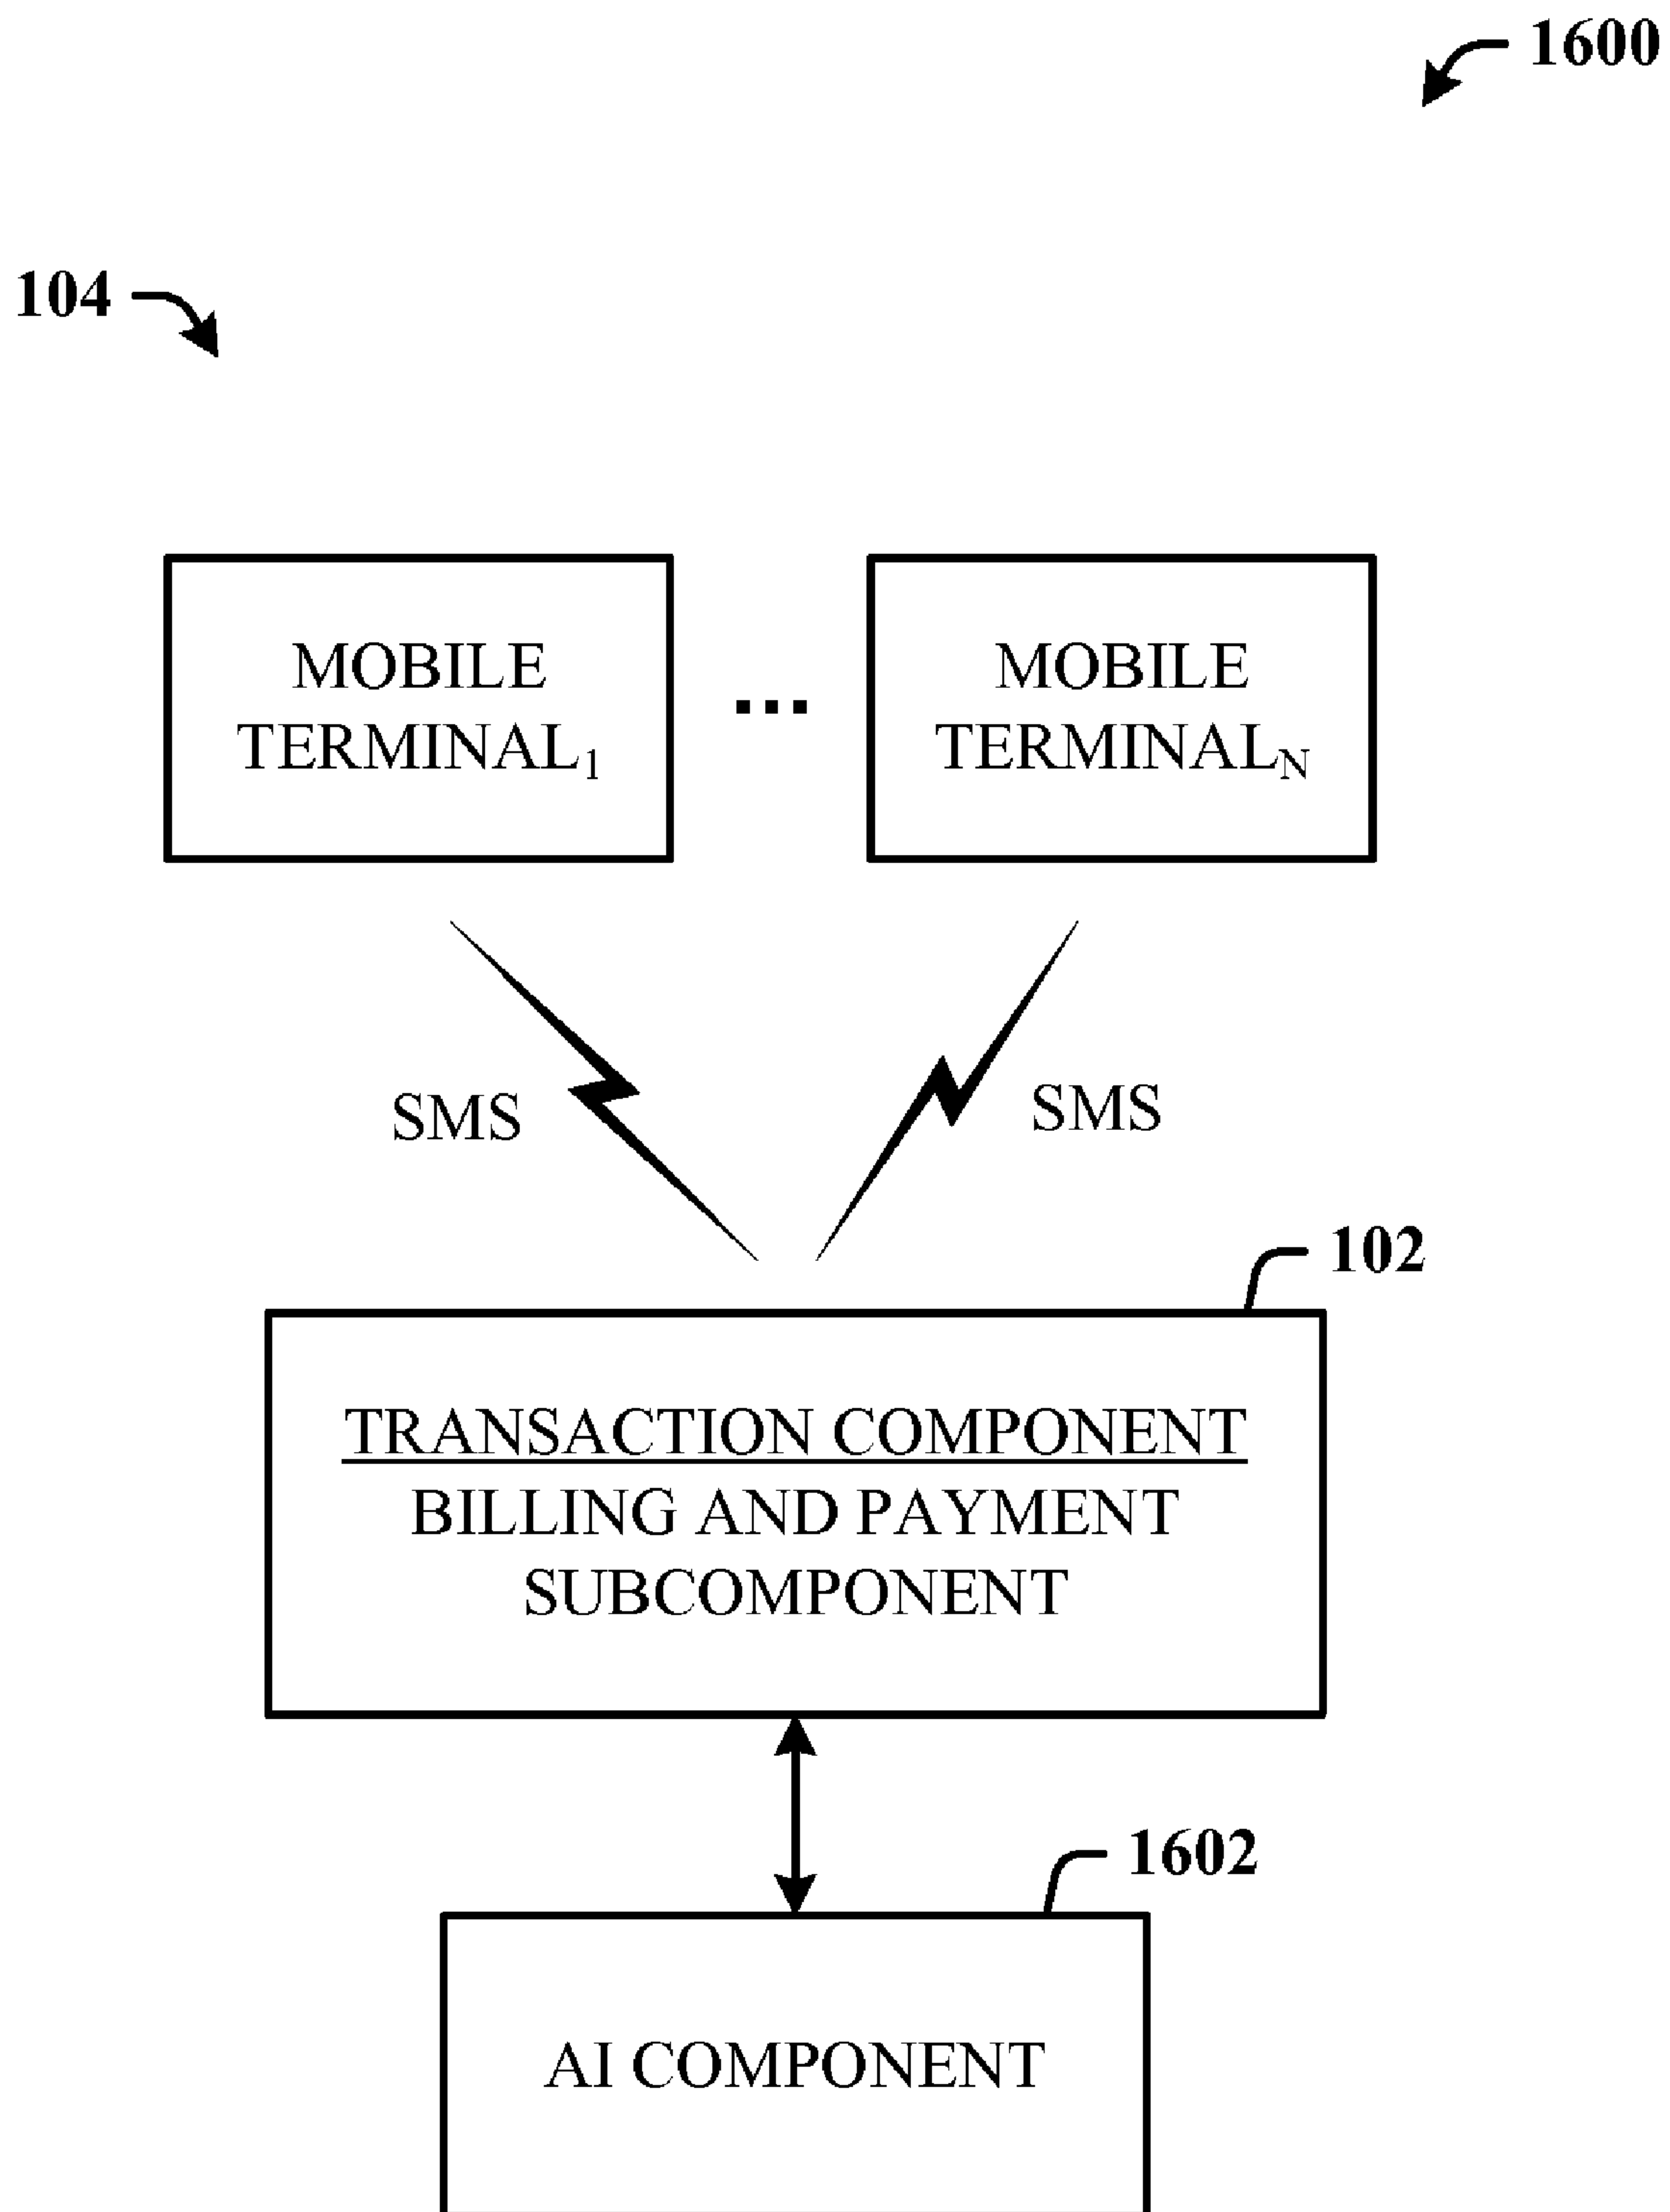 1600
104
MOBILE
TERMINAL1
...
MOBILE
TERMINALN
SMS
SMS
102
TRANSACTION COMPONENT
BILLING AND PAYMENT
SUBCOMPONENT
1602
AI COMPONENT